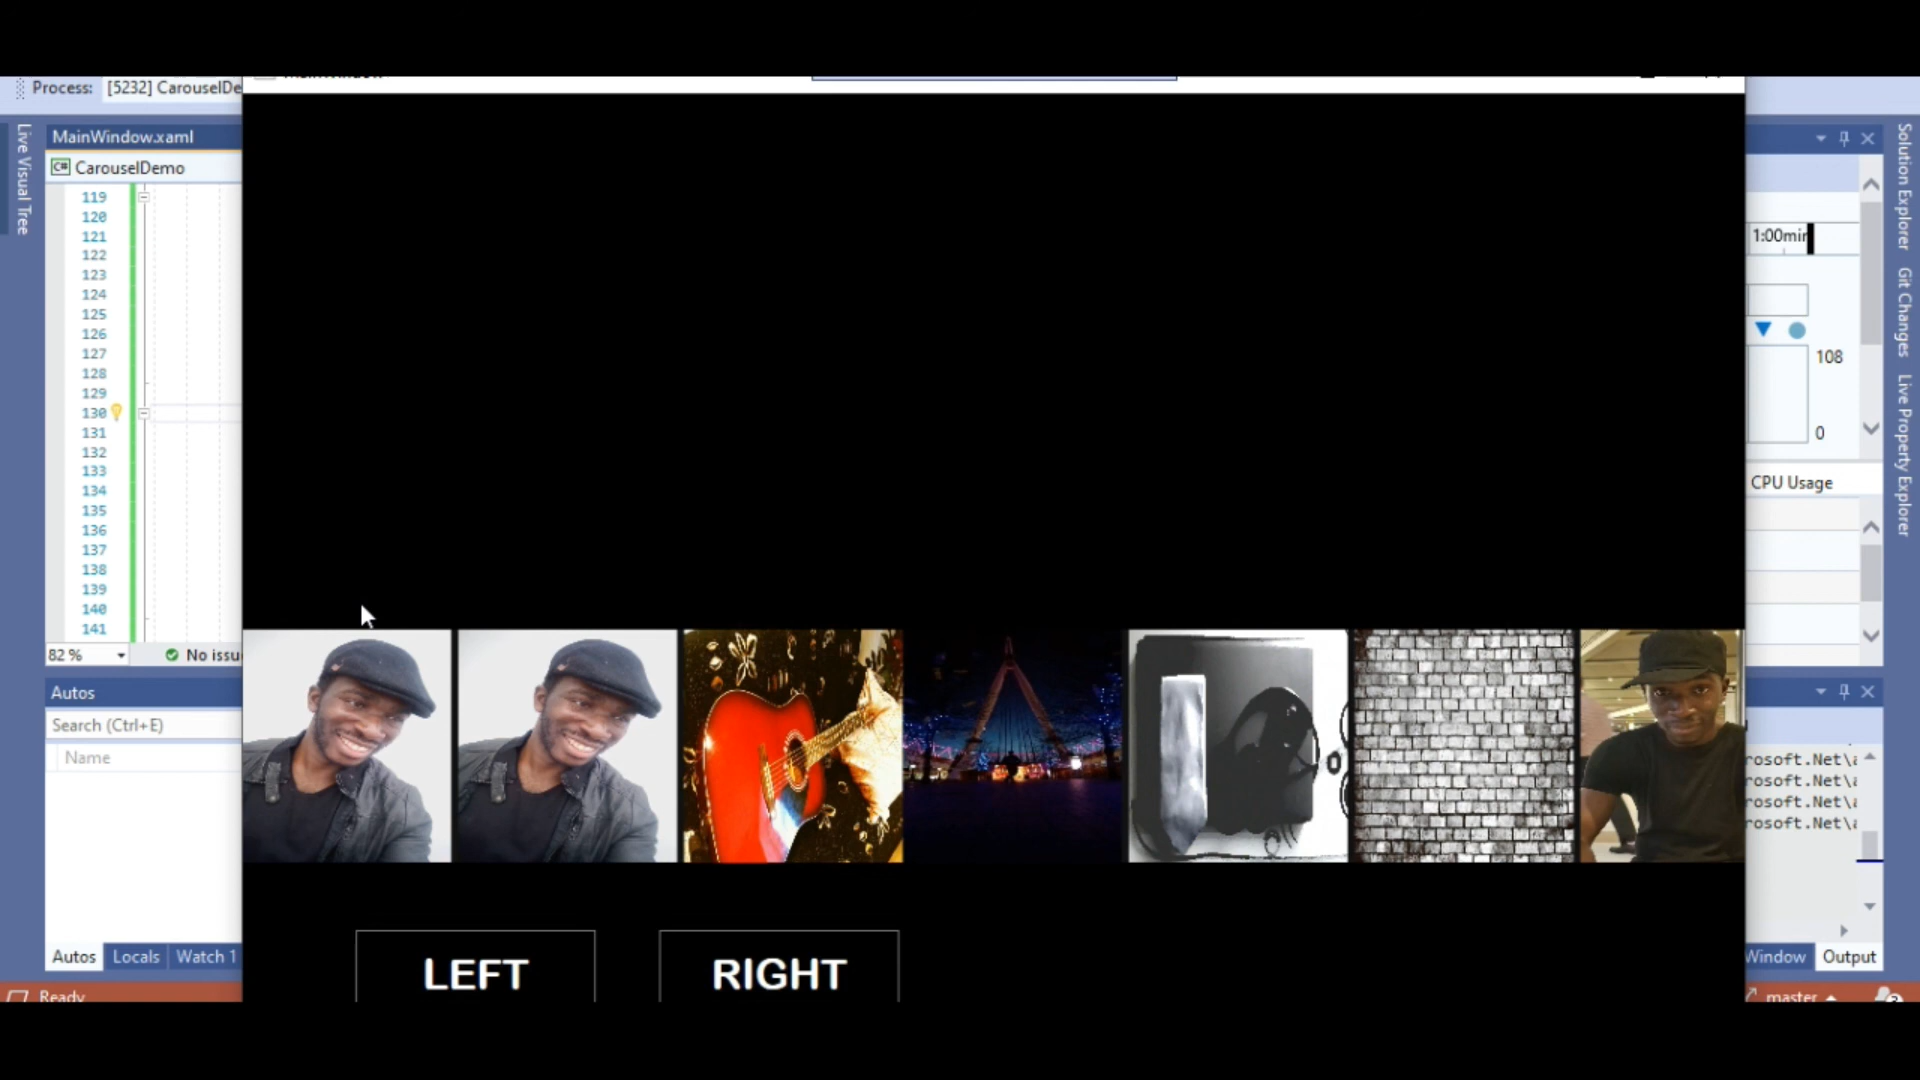 Process: [5232] CarouselDe
MainWindow
Live Visual Tree
MainWindow.xaml
CarouselDemo
119
120
121
122
123
124
125
126
127
128
129
130
131
132
133
134
135
136
137
138
139
140
141
82 %
No issu
Autos
Search (Ctrl+E)
Name
Autos Locals Watch 1
Ready
LEFT RIGHT
1:00min
108
0
CPU Usage
rosoft.Net\a
rosoft.Net\a
rosoft.Net\a
rosoft.Net\a
Window Output
master
Solution Explorer
Git Changes
Live Property Explorer